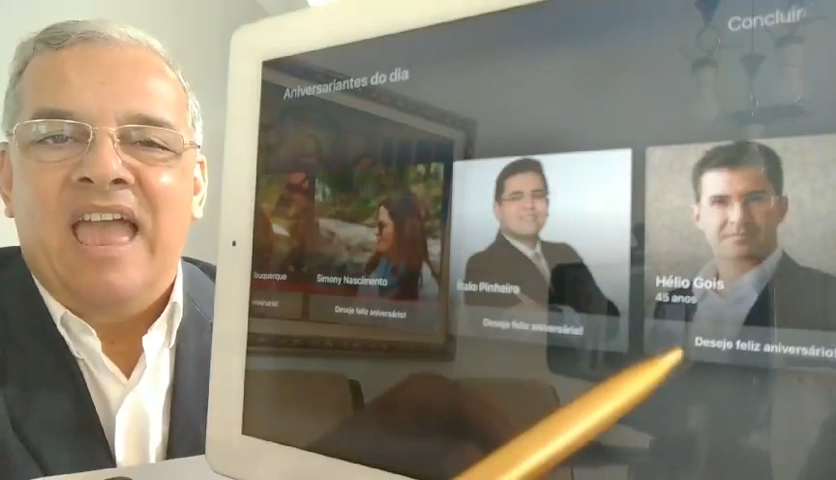 Concluir
Aniversariantes do dia
buquerque
Simony Nascimento
Deseje feliz aniversário!
Ítalo Pinheiro
Deseje feliz aniversário!
Hélio Gois
45 anos
Deseje feliz aniversário!